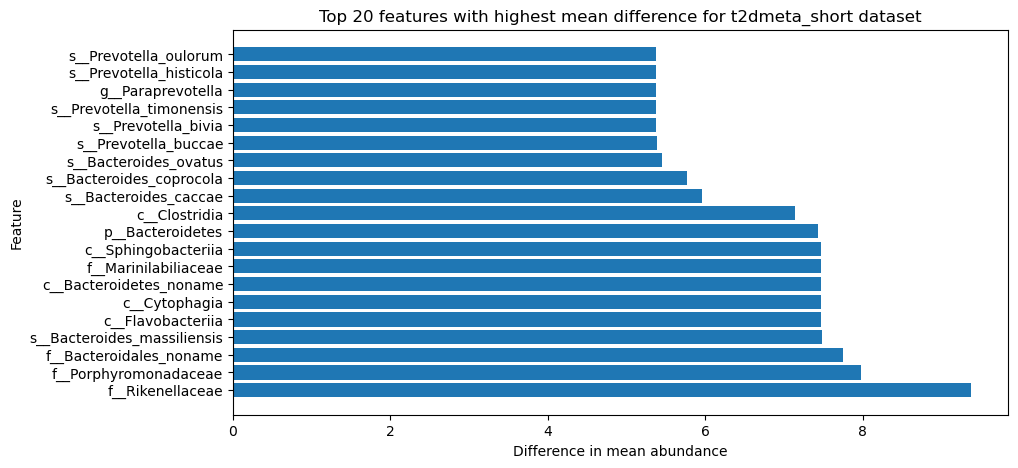 Top 20 features with highest mean difference for t2dmeta_short dataset
s__Prevotella_oulorum
s__Prevotella_histicola
g__Paraprevotella
s__Prevotella_timonensis
s__Prevotella_bivia
s__Prevotella_buccae
s__Bacteroides_ovatus
s__Bacteroides_coprocola
s__Bacteroides_caccae
c__Clostridia
p__Bacteroidetes
c__Sphingobacteriia
f__Marinilabiliaceae
c__Bacteroidetes_noname
c__Cytophagia
c__Flavobacteriia
s__Bacteroides_massiliensis
f__Bacteroidales_noname
f__Porphyromonadaceae
f__Rikenellaceae
Feature
0 2 4 6 8
Difference in mean abundance